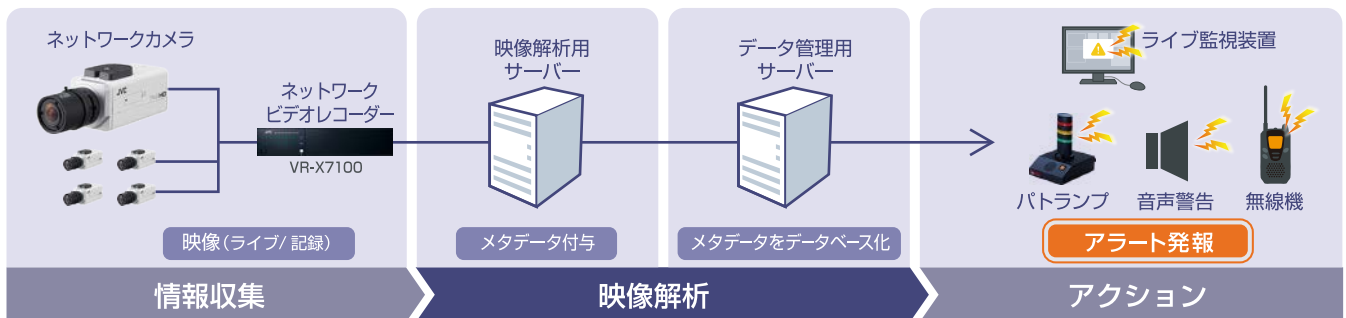 ネットワークカメラ
JVC
HD
ネットワーク
ビデオレコーダー
VR-X7100
映像(ライブ/記録)
情報収集
映像解析用
サーバー
メタデータ付与
データ管理用
サーバー
メタデータをデータベース化
映像解析
ライブ監視装置
パトランプ
音声警告
無線機
アラート発報
アクション